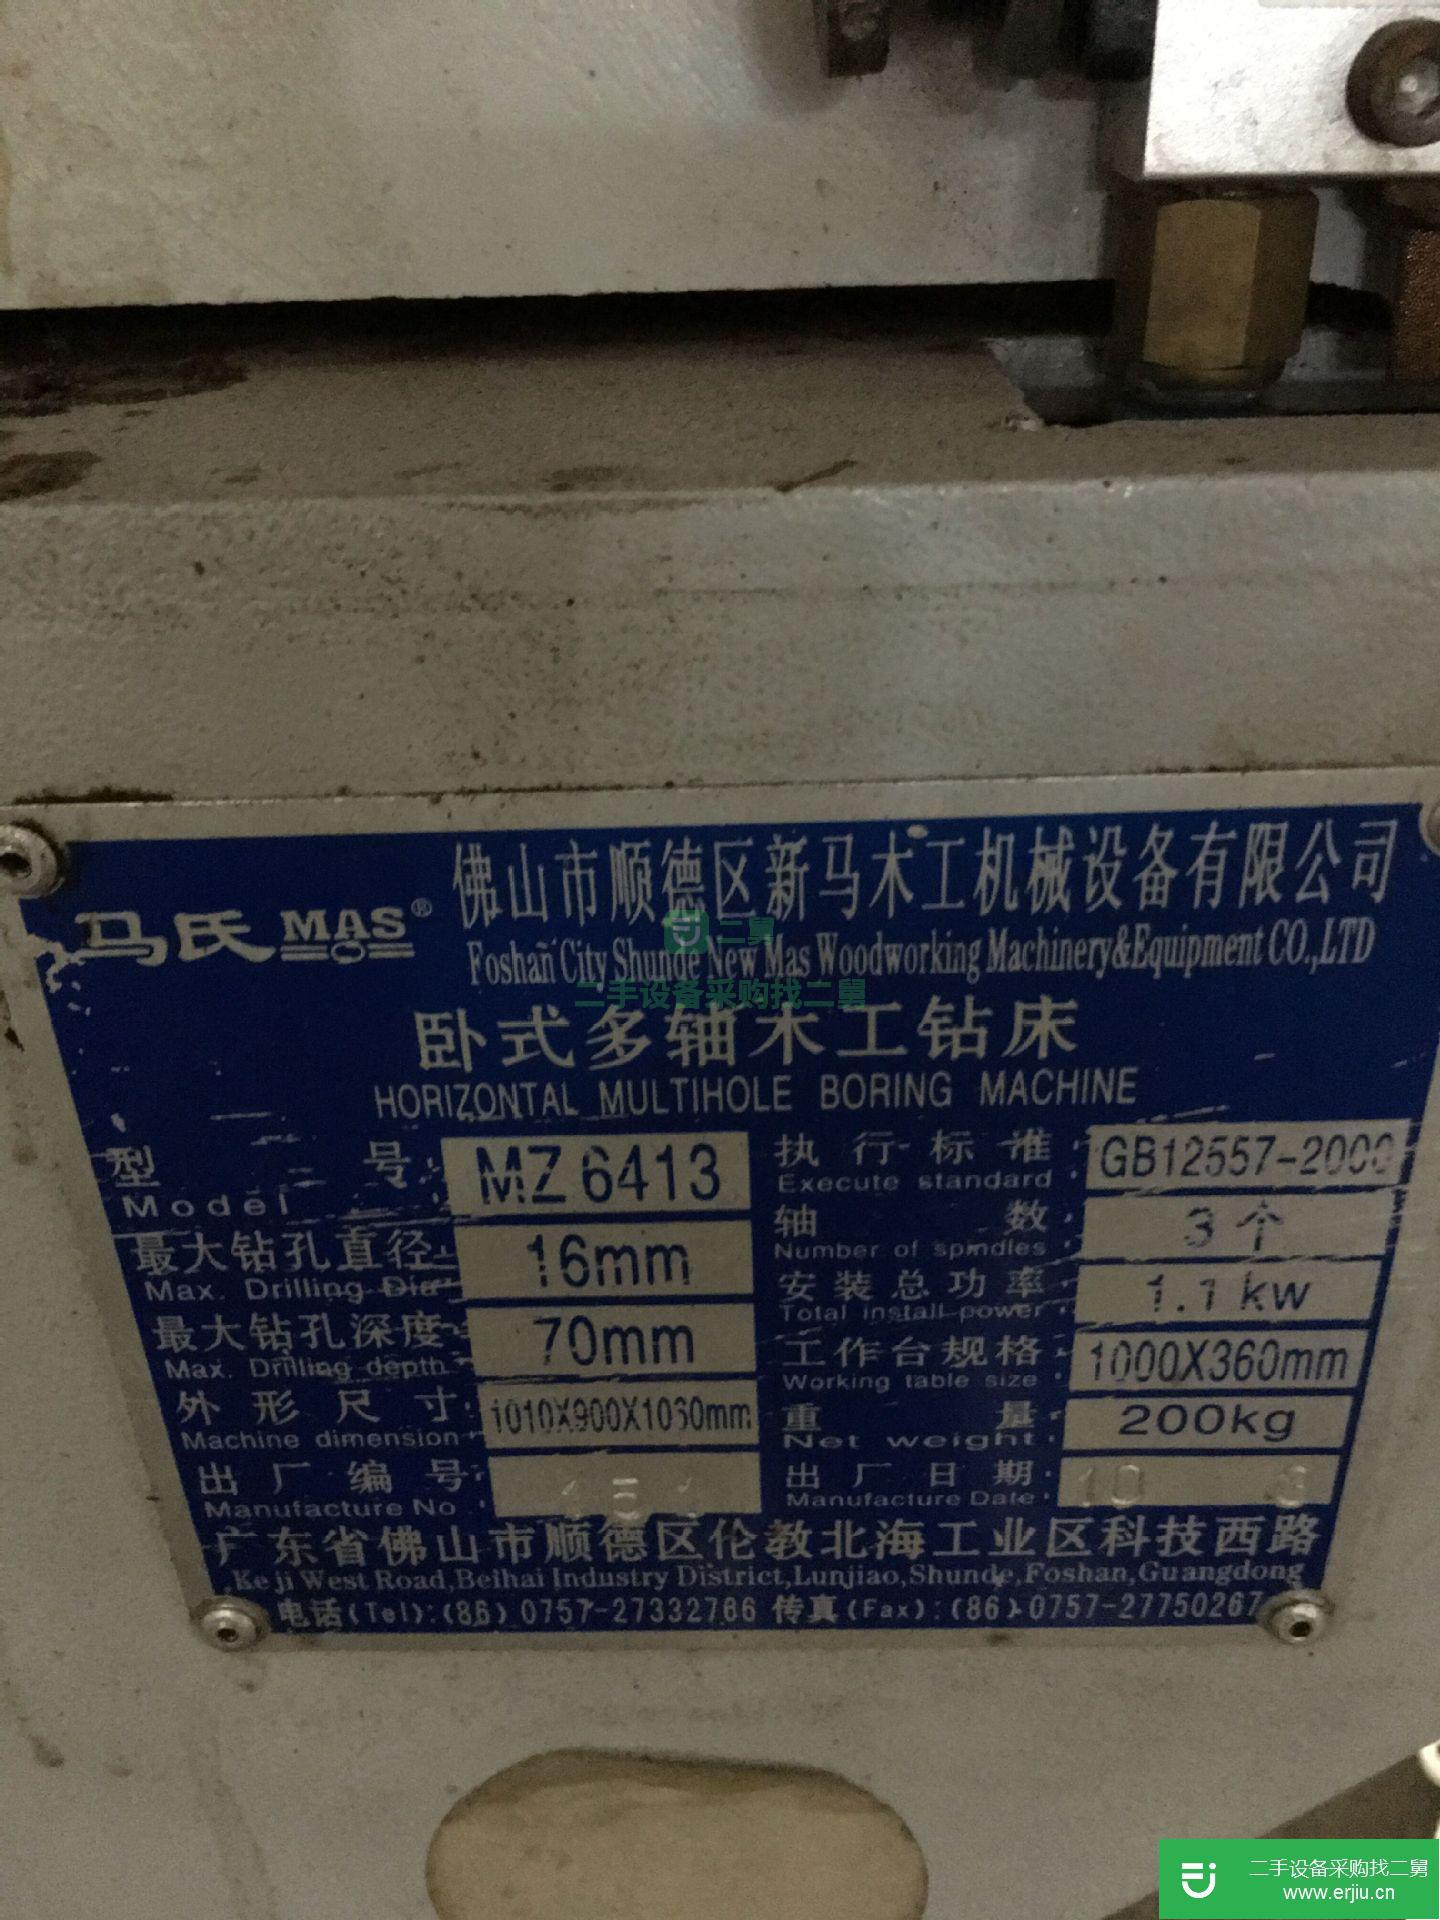 马氏 MAS®
佛山市顺德区新马木工机械设备有限公司
Foshan City Shunde New Mas Woodworking Machinery&Equipment CO.,LTD
二舅
二手设备采购找二舅
卧式多轴木工钻床
HORIZONTAL MULTIHOLE BORING MACHINE
型号: MZ6413 执行标准: GB12557-2000
Model Execute standard
最大钻孔直径: 16mm 轴数: 3个
Max. Drilling Number of spindles
最大钻孔深度: 70mm 安装总功率: 1.1kw
Max. Drilling depth Total install power
外形尺寸: 工作台规格: 1000X360mm
Machine dimension Working table size
出厂编号: 重量: 200kg
Manufacture No Net weight
出厂日期: 10 3
Manufacture Date
广东省佛山市顺德区伦教北海工业区科技西路
,Keji West Road,Beihai Industry District,Lunjiao,Shunde,Foshan,Guangdong
电话(Tel):(86) 0757-27332766 传真(Fax):(86) 0757-27750267
二手设备采购找二舅
www.erjiu.cn